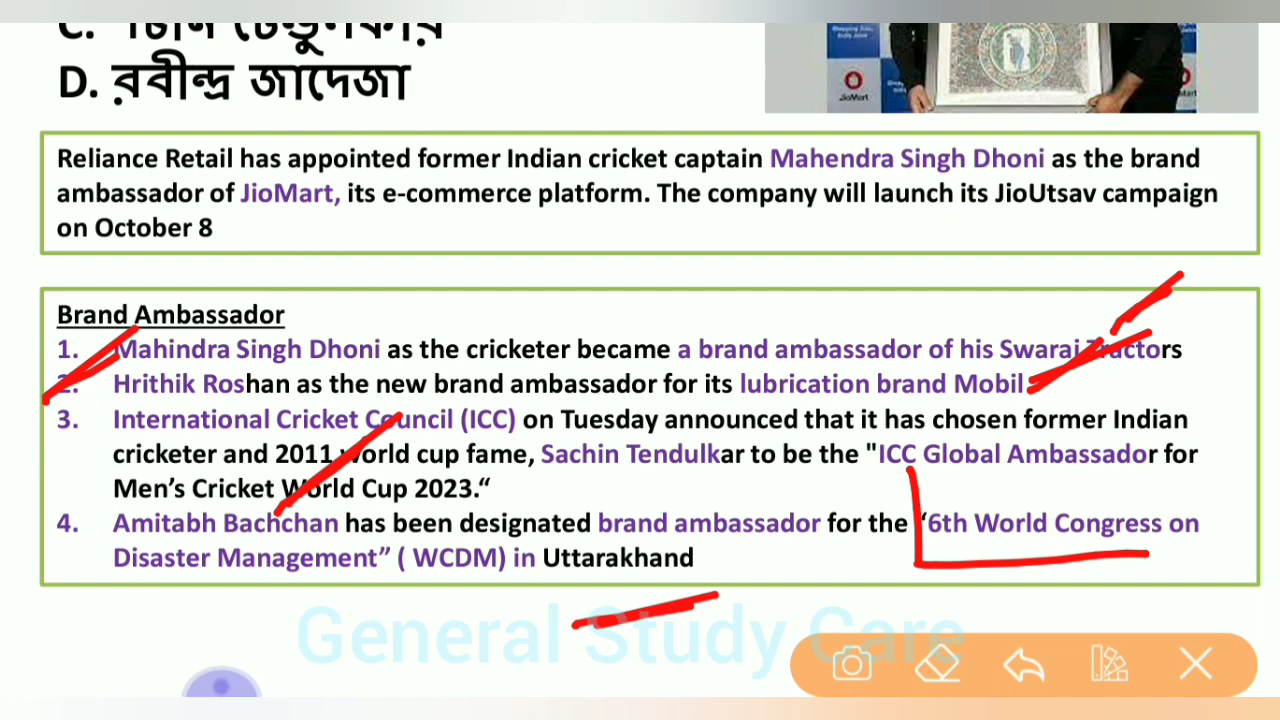 D. রবীন্দ্র জাদেজা
JioMart
Reliance Retail has appointed former Indian cricket captain Mahendra Singh Dhoni as the brand
ambassador of JioMart, its e-commerce platform. The company will launch its JioUtsav campaign
on October 8
Brand Ambassador
1. Mahindra Singh Dhoni as the cricketer became a brand ambassador of his Swaraj Tractors
2. Hrithik Roshan as the new brand ambassador for its lubrication brand Mobil
3. International Cricket Council (ICC) on Tuesday announced that it has chosen former Indian
cricketer and 2011 world cup fame, Sachin Tendulkar to be the "ICC Global Ambassador for
Men’s Cricket World Cup 2023.“
4. Amitabh Bachchan has been designated brand ambassador for the “6th World Congress on
Disaster Management” ( WCDM) in Uttarakhand
General Study Care